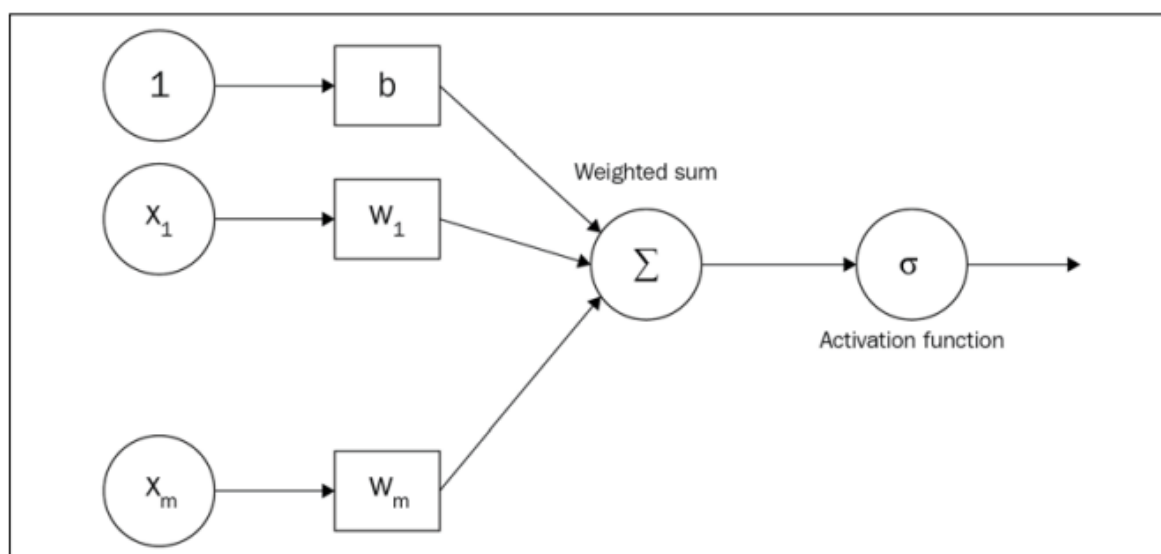 1
b
Weighted sum
X₁
W₁
Σ
σ
Activation function
Xₘ
Wₘ